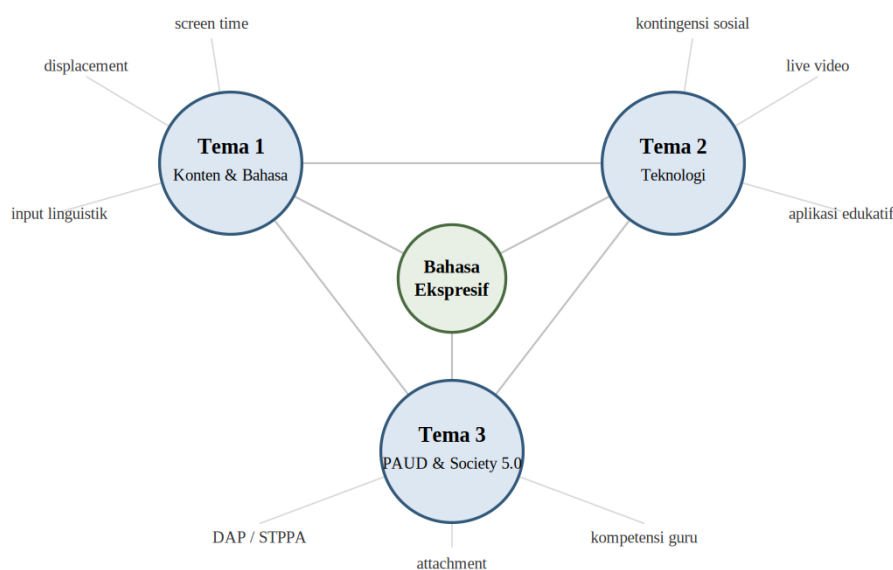 screen time
kontingensi sosial
displacement
live video
Tema 1
Konten & Bahasa
Tema 2
Teknologi
input linguistik
aplikasi edukatif
Bahasa
Ekspresif
Tema 3
PAUD & Society 5.0
DAP / STPPA
kompetensi guru
attachment